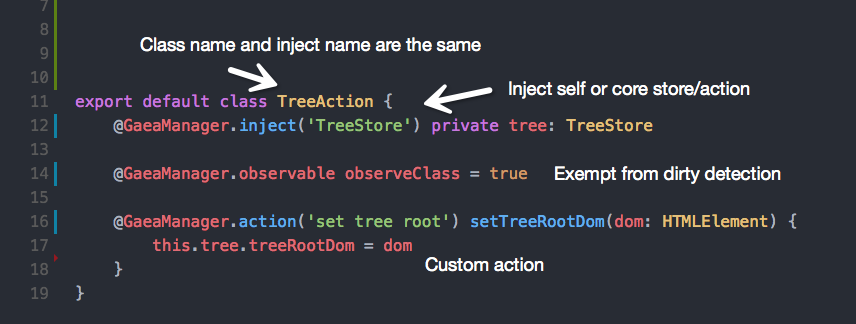 7
8
Class name and inject name are the same
9
10
Inject self or core store/action
11 export default class TreeAction {
12 @GaeaManager.inject('TreeStore') private tree: TreeStore
13
14 @GaeaManager.observable observeClass = true Exempt from dirty detection
15
16 @GaeaManager.action('set tree root') setTreeRootDom(dom: HTMLElement) {
17 this.tree.treeRootDom = dom
Custom action
18 }
19 }